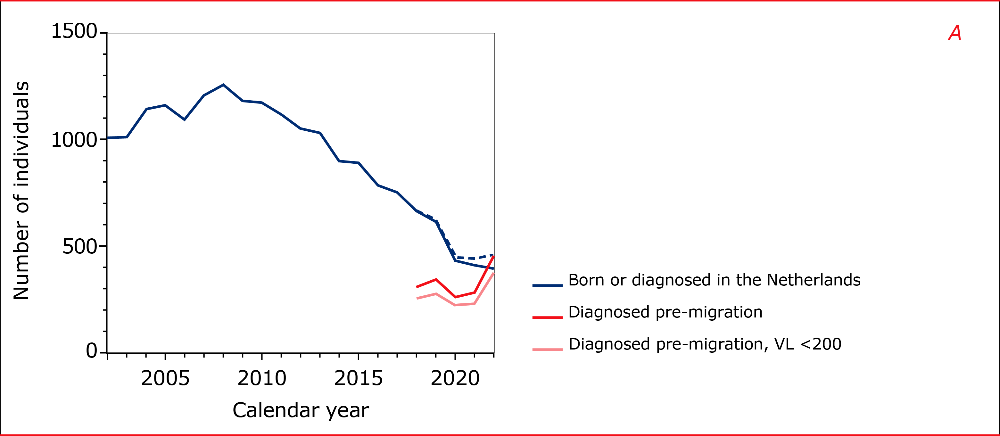 A
1500
1000
500
0
Number of individuals
2005 2010 2015 2020
Calendar year
Born or diagnosed in the Netherlands
Diagnosed pre-migration
Diagnosed pre-migration, VL <200